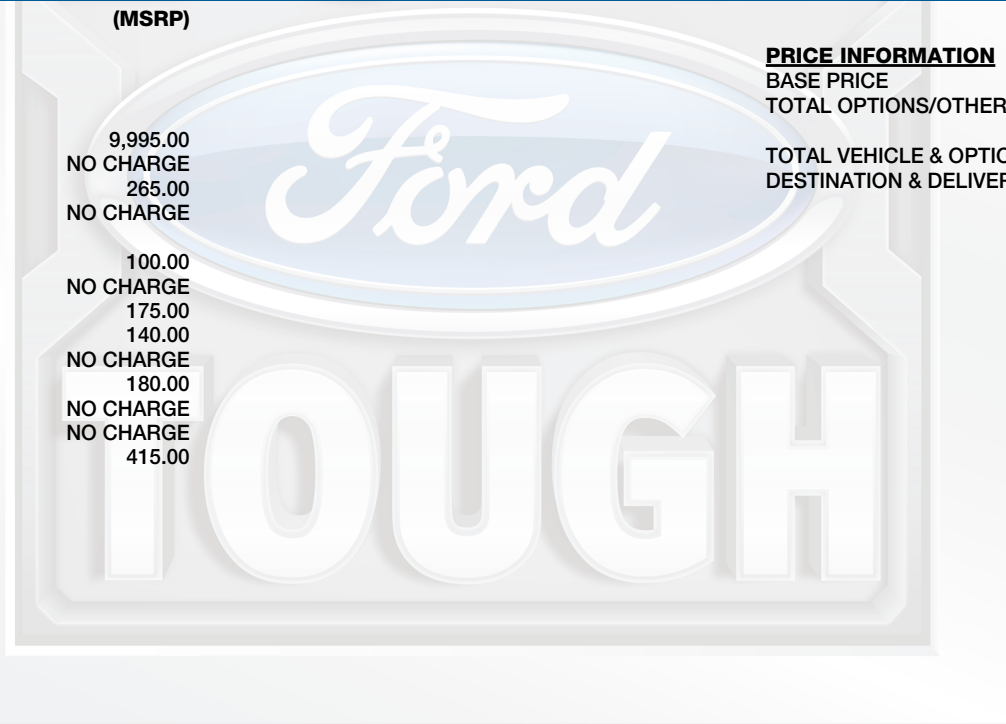 (MSRP)
9,995.00
NO CHARGE
265.00
NO CHARGE
100.00
NO CHARGE
175.00
140.00
NO CHARGE
180.00
NO CHARGE
NO CHARGE
415.00
PRICE INFORMATION
BASE PRICE
TOTAL OPTIONS/OTHER
TOTAL VEHICLE & OPTIO
DESTINATION & DELIVER
Ford
TOUGH